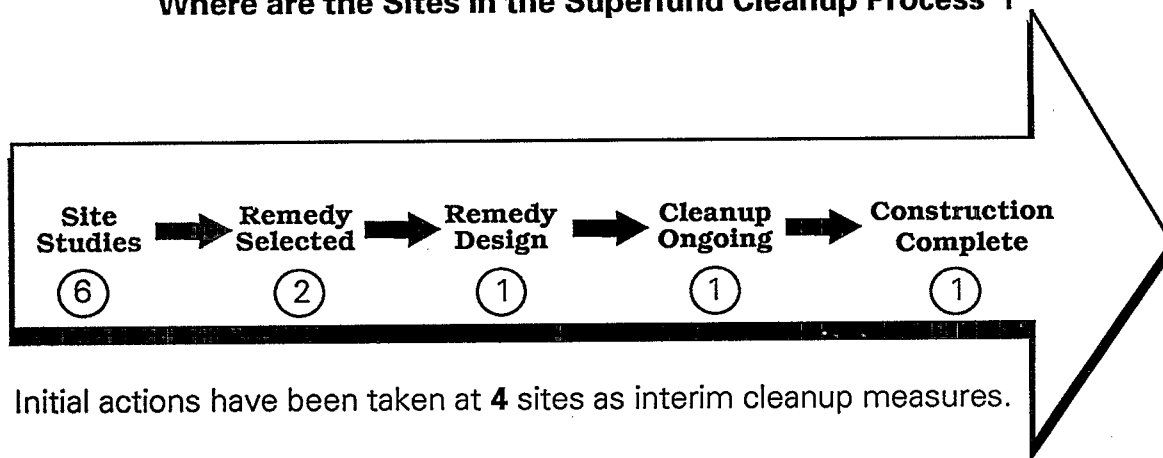 Where are the Sites in the Superfund Cleanup Process
Site Studies
6
Remedy Selected
2
Remedy Design
1
Cleanup Ongoing
1
Construction Complete
1
Initial actions have been taken at 4 sites as interim cleanup measures.